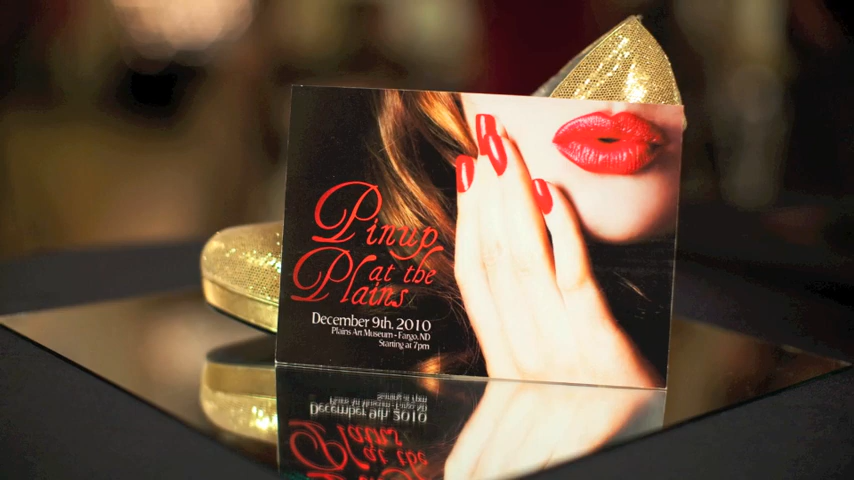 Pinup
at the
Plains
December 9th, 2010
Plains Art Museum - Fargo, ND
Starting at 7pm